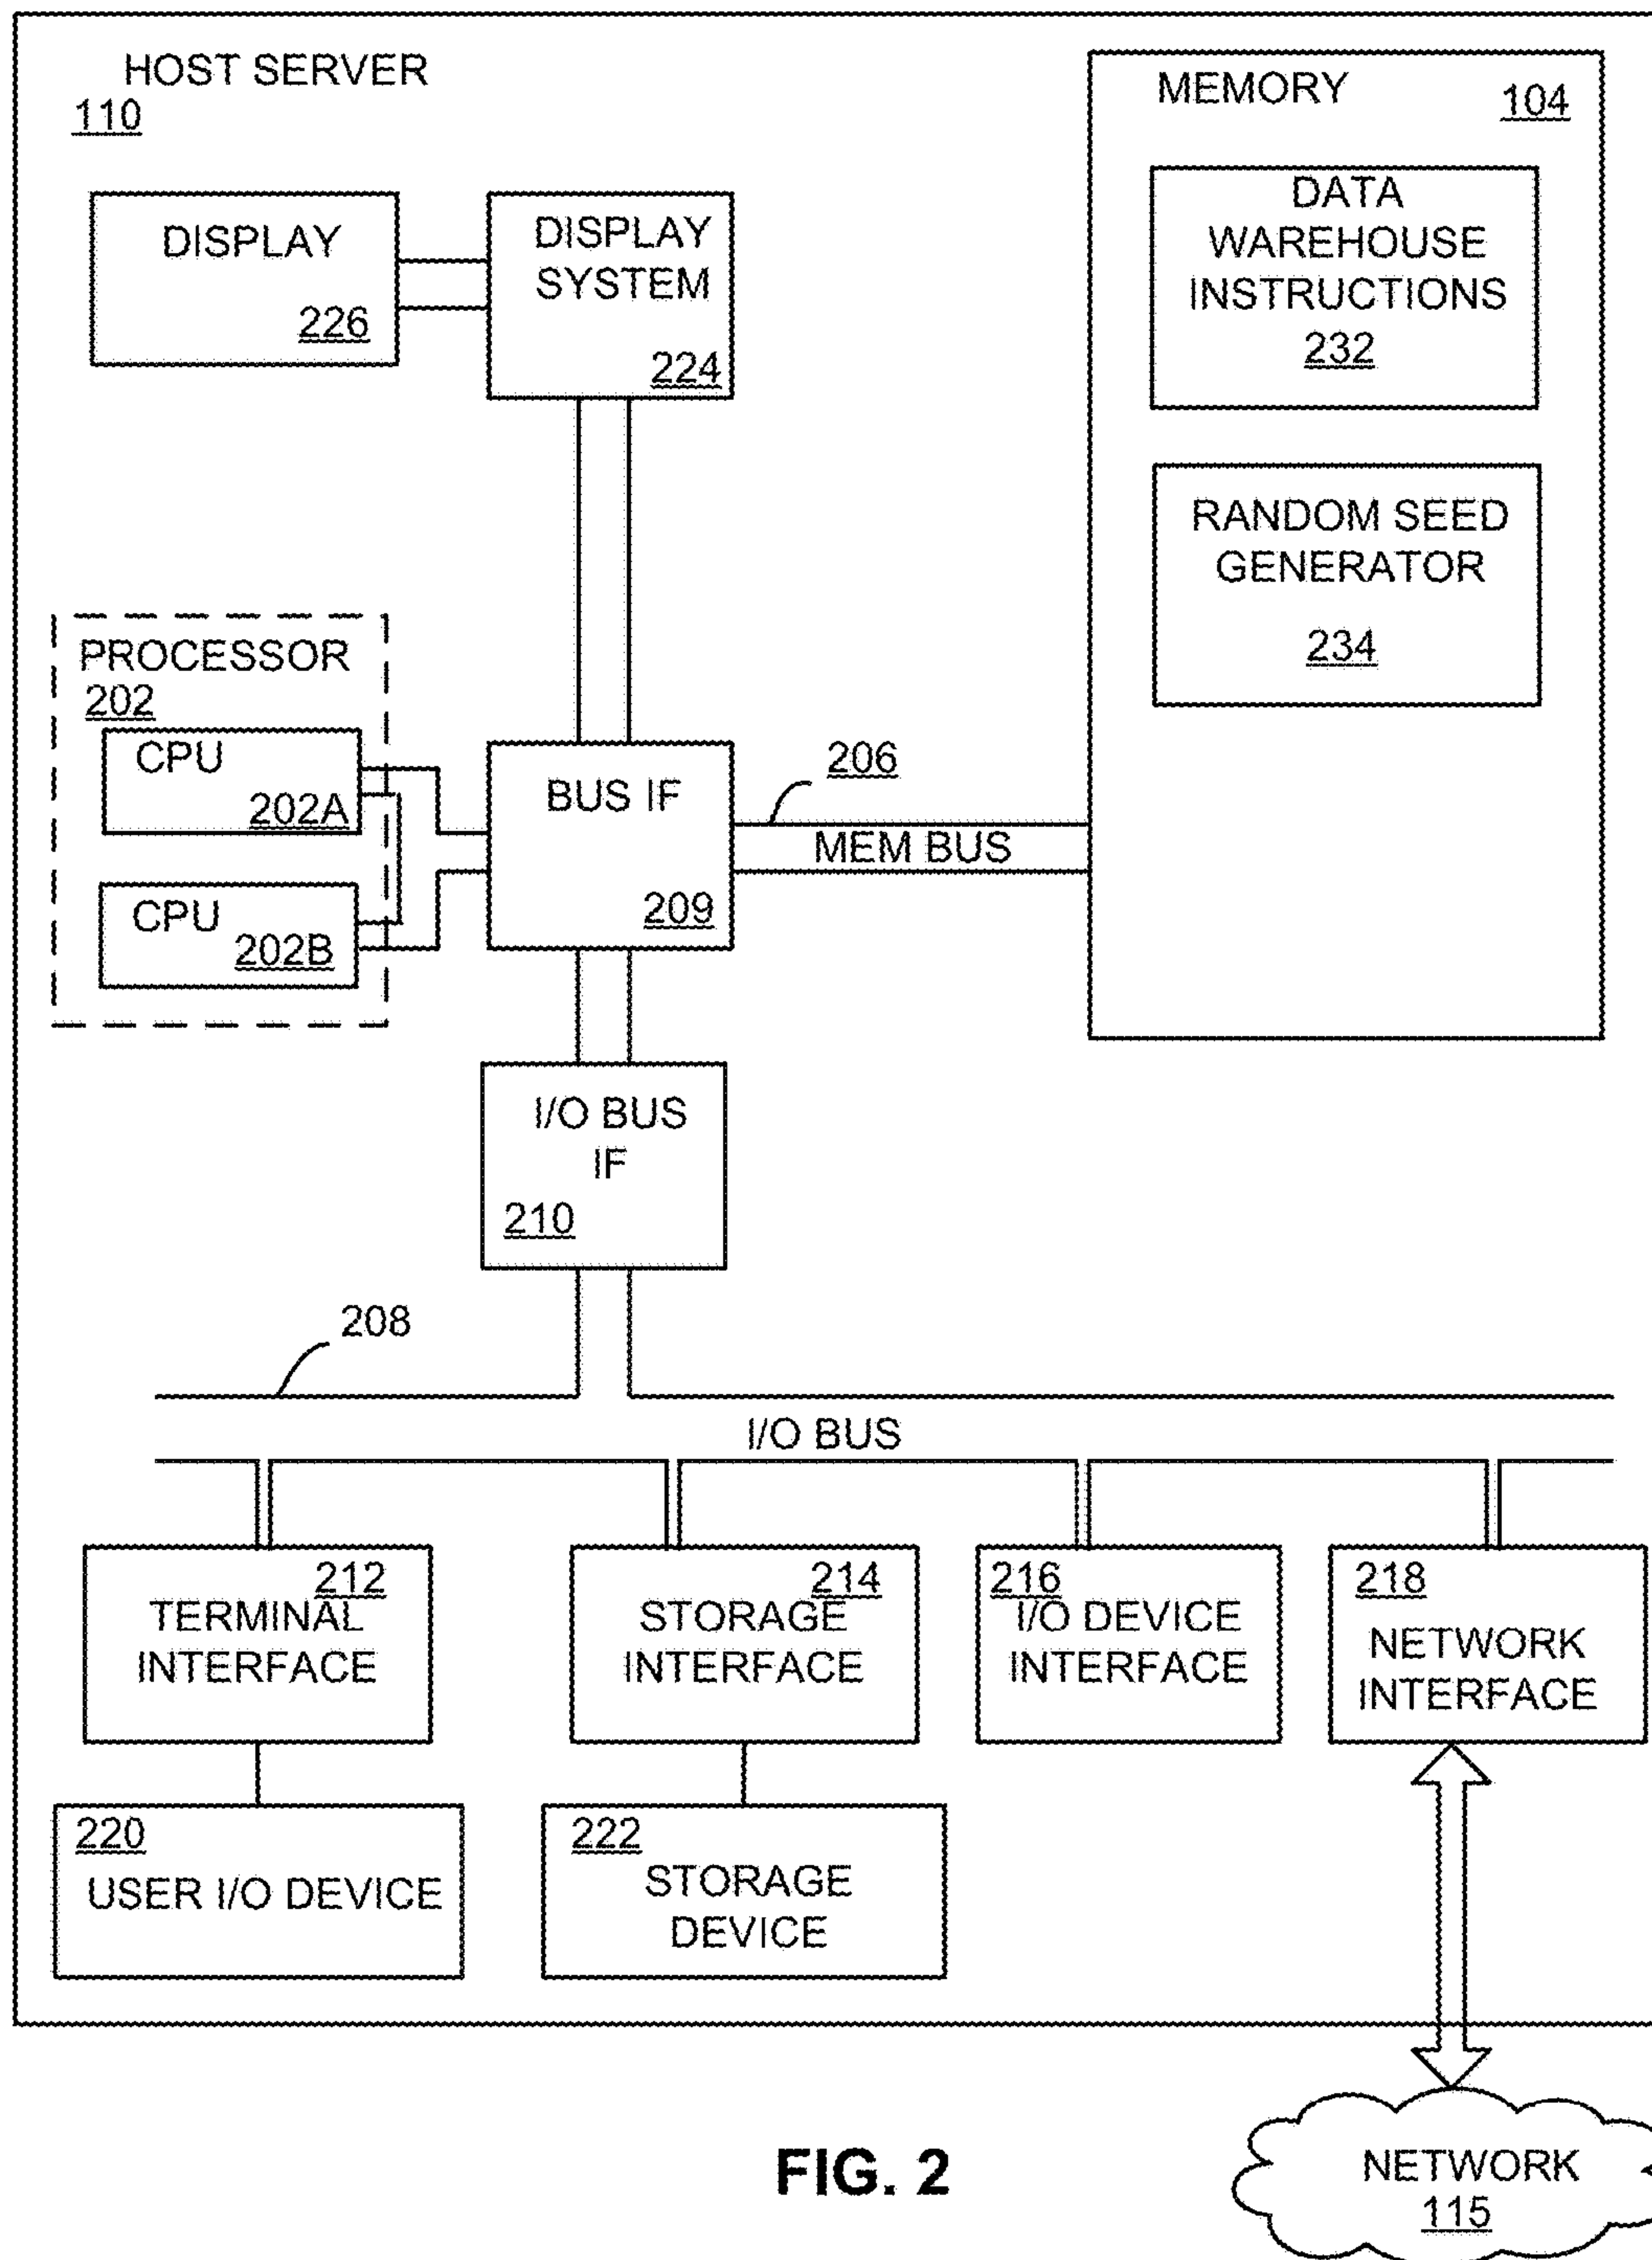 HOST SERVER
110
MEMORY
104
DISPLAY
226
DISPLAY
SYSTEM
224
DATA
WAREHOUSE
INSTRUCTIONS
232
RANDOM SEED
GENERATOR
234
PROCESSOR
202
CPU
202A
CPU
202B
BUS IF
209
206
MEM BUS
I/O BUS
IF
210
208
I/O BUS
212
TERMINAL
INTERFACE
214
STORAGE
INTERFACE
216
I/O DEVICE
INTERFACE
218
NETWORK
INTERFACE
220
USER I/O DEVICE
222
STORAGE
DEVICE
FIG. 2
NETWORK
115